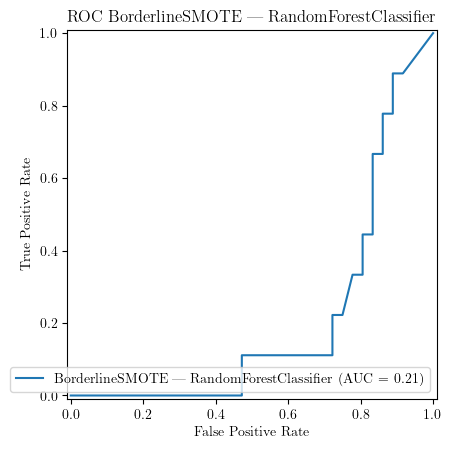 ROC BorderlineSMOTE — RandomForestClassifier
1.0
0.8
0.6
0.4
0.2
0.0
True Positive Rate
BorderlineSMOTE — RandomForestClassifier (AUC = 0.21)
0.0 0.2 0.4 0.6 0.8 1.0
False Positive Rate